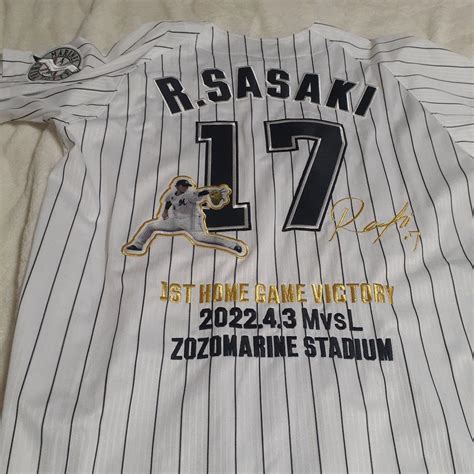 R.SASAKI
17
1ST HOME GAME VICTORY
2022.4.3 MvsL
ZOZOMARINE STADIUM